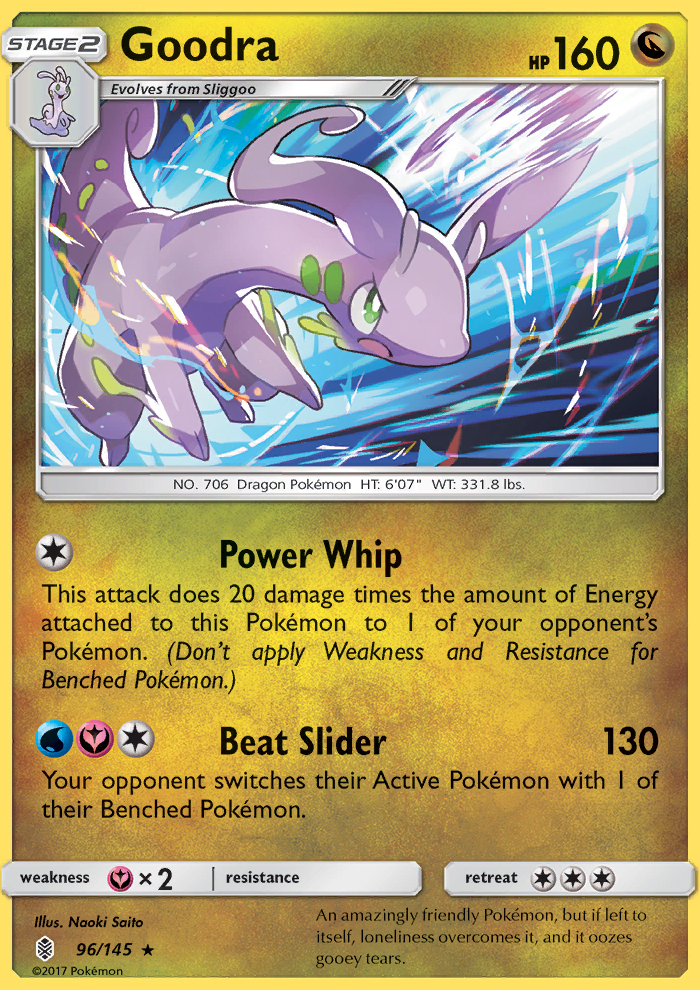 STAGE 2
Goodra
HP 160
Evolves from Sliggoo
NO. 706 Dragon Pokémon HT: 6'07" WT: 331.8 lbs.
Power Whip
This attack does 20 damage times the amount of Energy
attached to this Pokémon to 1 of your opponent's
Pokémon. (Don't apply Weakness and Resistance for
Benched Pokémon.)
Beat Slider 130
Your opponent switches their Active Pokémon with 1 of
their Benched Pokémon.
weakness ×2 resistance retreat
Illus. Naoki Saito
96/145 ★
©2017 Pokémon
An amazingly friendly Pokémon, but if left to
itself, loneliness overcomes it, and it oozes
gooey tears.